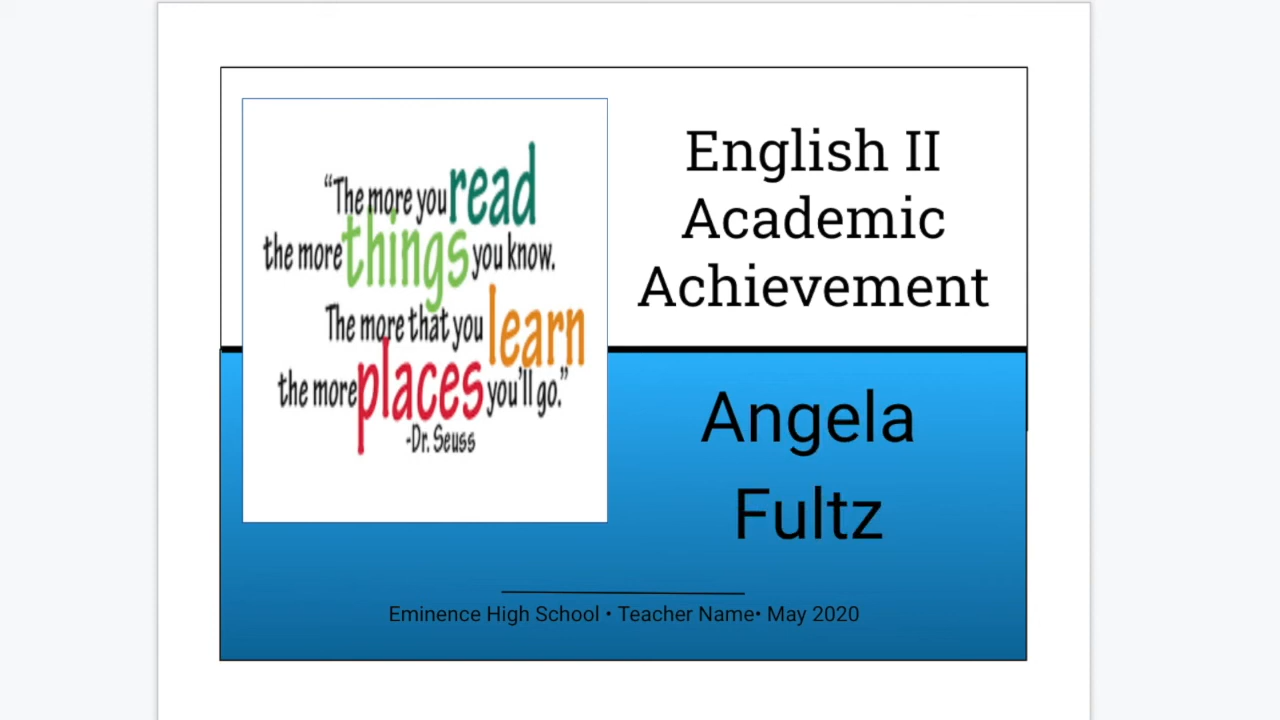 “The more you read
the more things you know.
The more that you learn
the more places you'll go.”
-Dr. Seuss
English II
Academic
Achievement
Angela
Fultz
Eminence High School • Teacher Name• May 2020